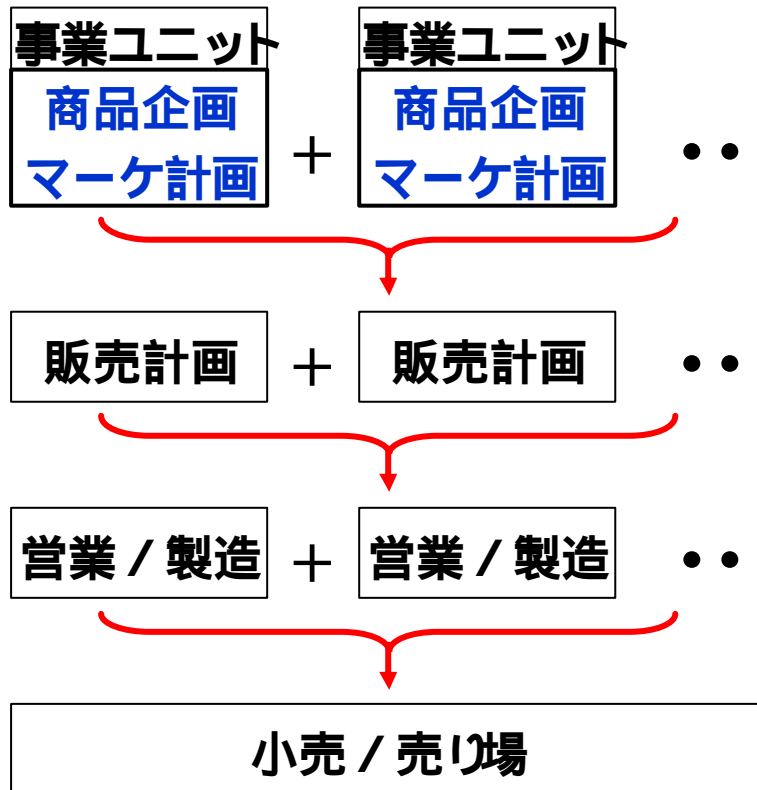 事業ユニット 事業ユニット
商品企画 + 商品企画 ・・
マーケ計画 マーケ計画
販売計画 + 販売計画 ・・
営業/製造 + 営業/製造 ・・
小売/売り場